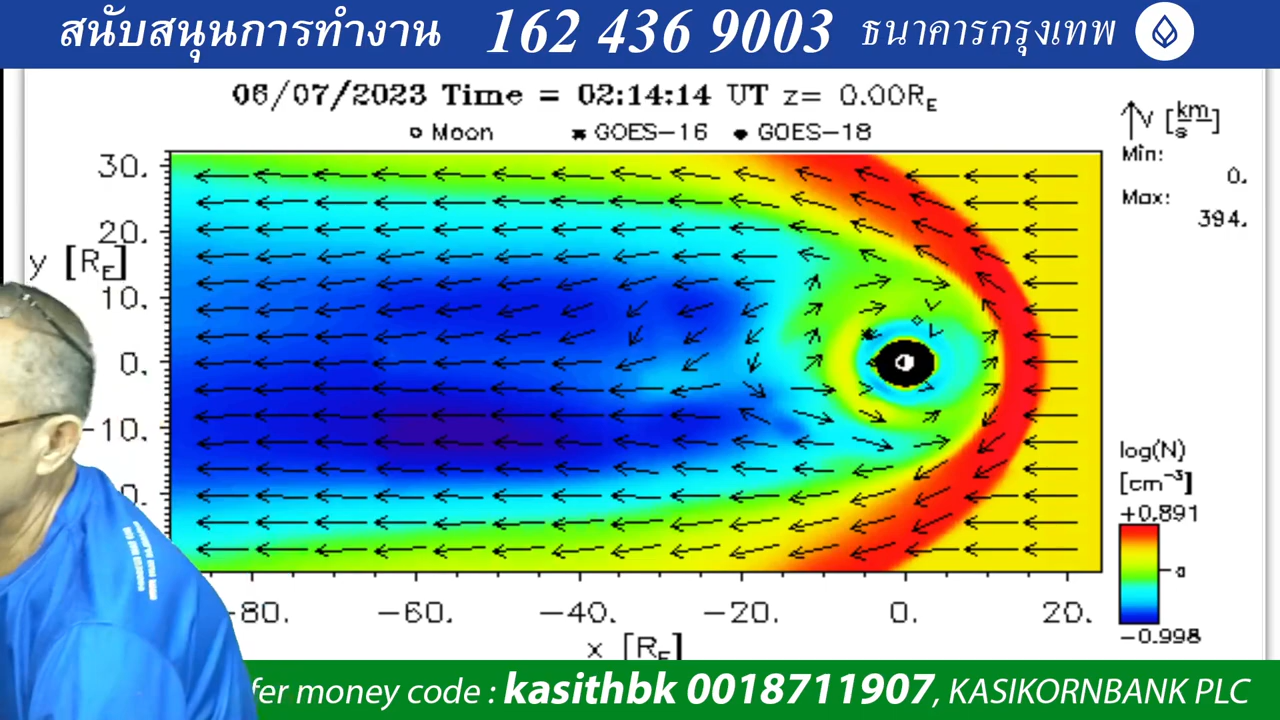 สนับสนุนการทำงาน 162 436 9003 ธนาคารกรุงเทพ
06/07/2023 Time = 02:14:14 UT z= 0.00RE
Moon GOES-16 GOES-18
V [km/s]
Min:
0.
Max:
394.
30.
20.
y [RE]
10.
0.
-10.
0.
-80. -60. -40. -20. 0. 20.
x [RE]
log(N)
[cm-3]
+0.891
0
-0.998
fer money code : kasithbk 0018711907, KASIKORNBANK PLC